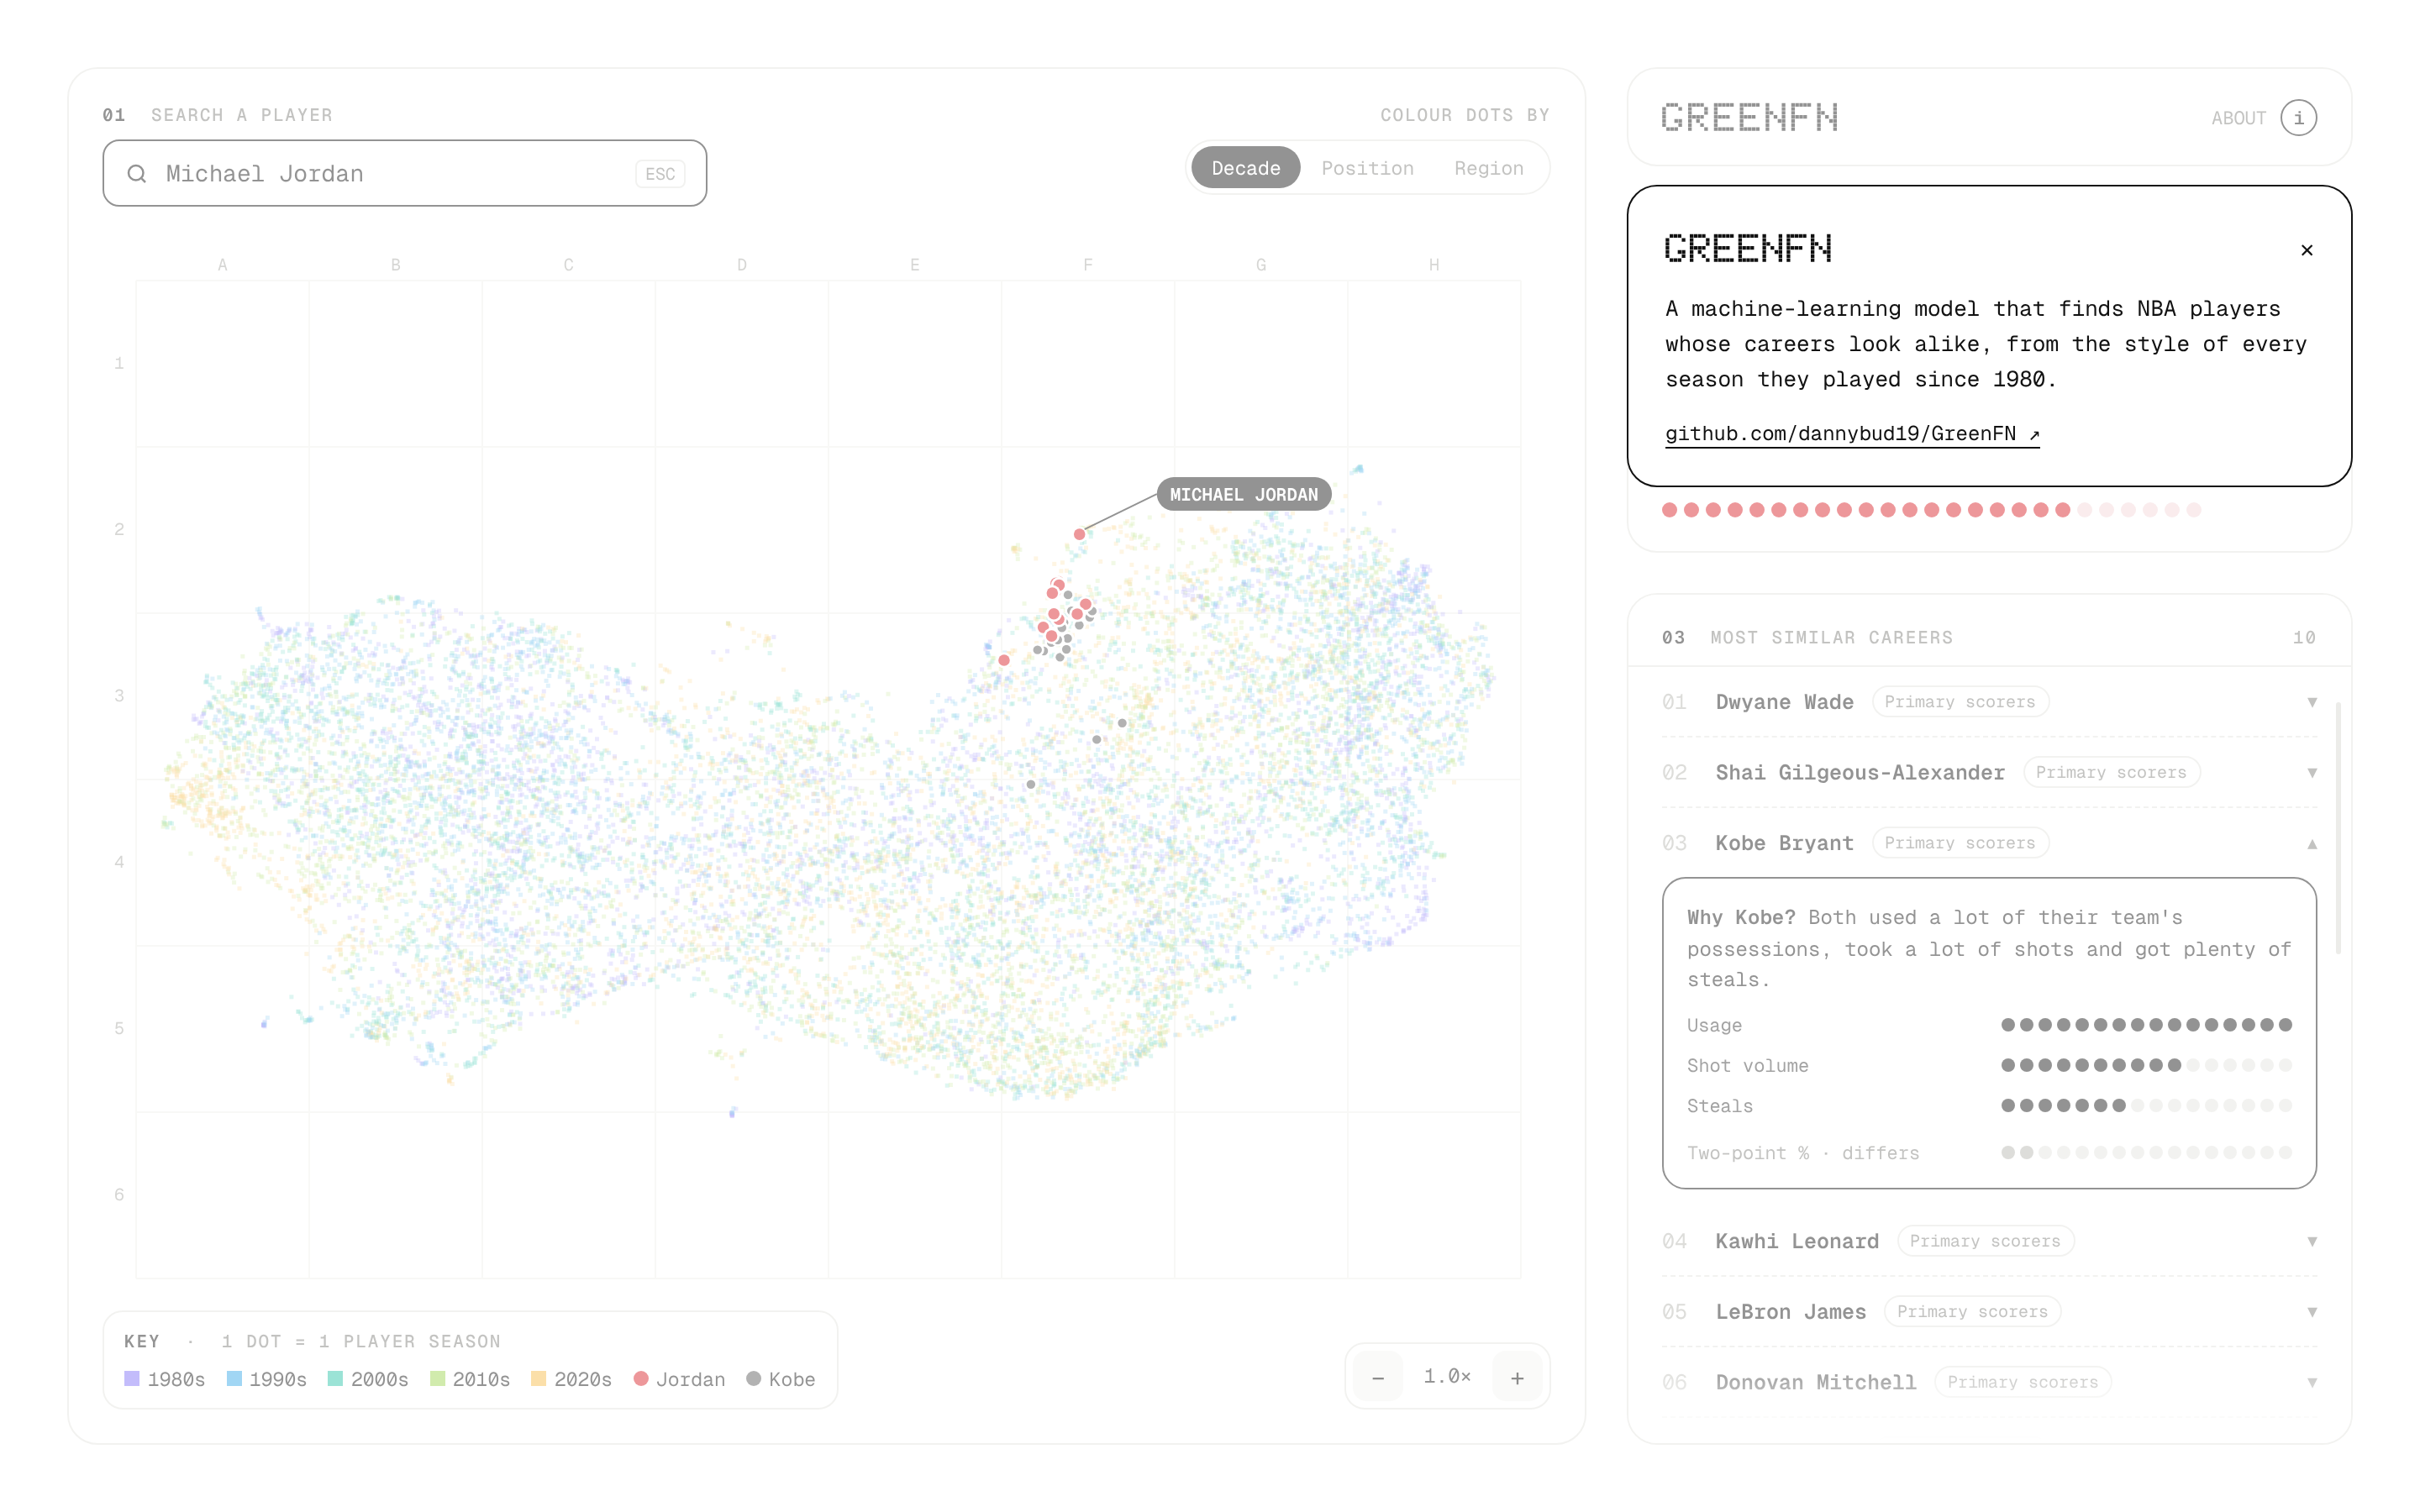 01 SEARCH A PLAYER
Michael Jordan ESC
COLOUR DOTS BY
Decade Position Region
A B C D E F G H
1
2
3
4
5
6
MICHAEL JORDAN
KEY · 1 DOT = 1 PLAYER SEASON
1980s 1990s 2000s 2010s 2020s Jordan Kobe
− 1.0× +
GREENFN
ABOUT i
GREENFN ×
A machine-learning model that finds NBA players
whose careers look alike, from the style of every
season they played since 1980.
github.com/dannybud19/GreenFN ↗
03 MOST SIMILAR CAREERS 10
01 Dwyane Wade Primary scorers ▼
02 Shai Gilgeous-Alexander Primary scorers ▼
03 Kobe Bryant Primary scorers ▲
Why Kobe? Both used a lot of their team's
possessions, took a lot of shots and got plenty of
steals.
Usage
Shot volume
Steals
Two-point % · differs
04 Kawhi Leonard Primary scorers ▼
05 LeBron James Primary scorers ▼
06 Donovan Mitchell Primary scorers ▼